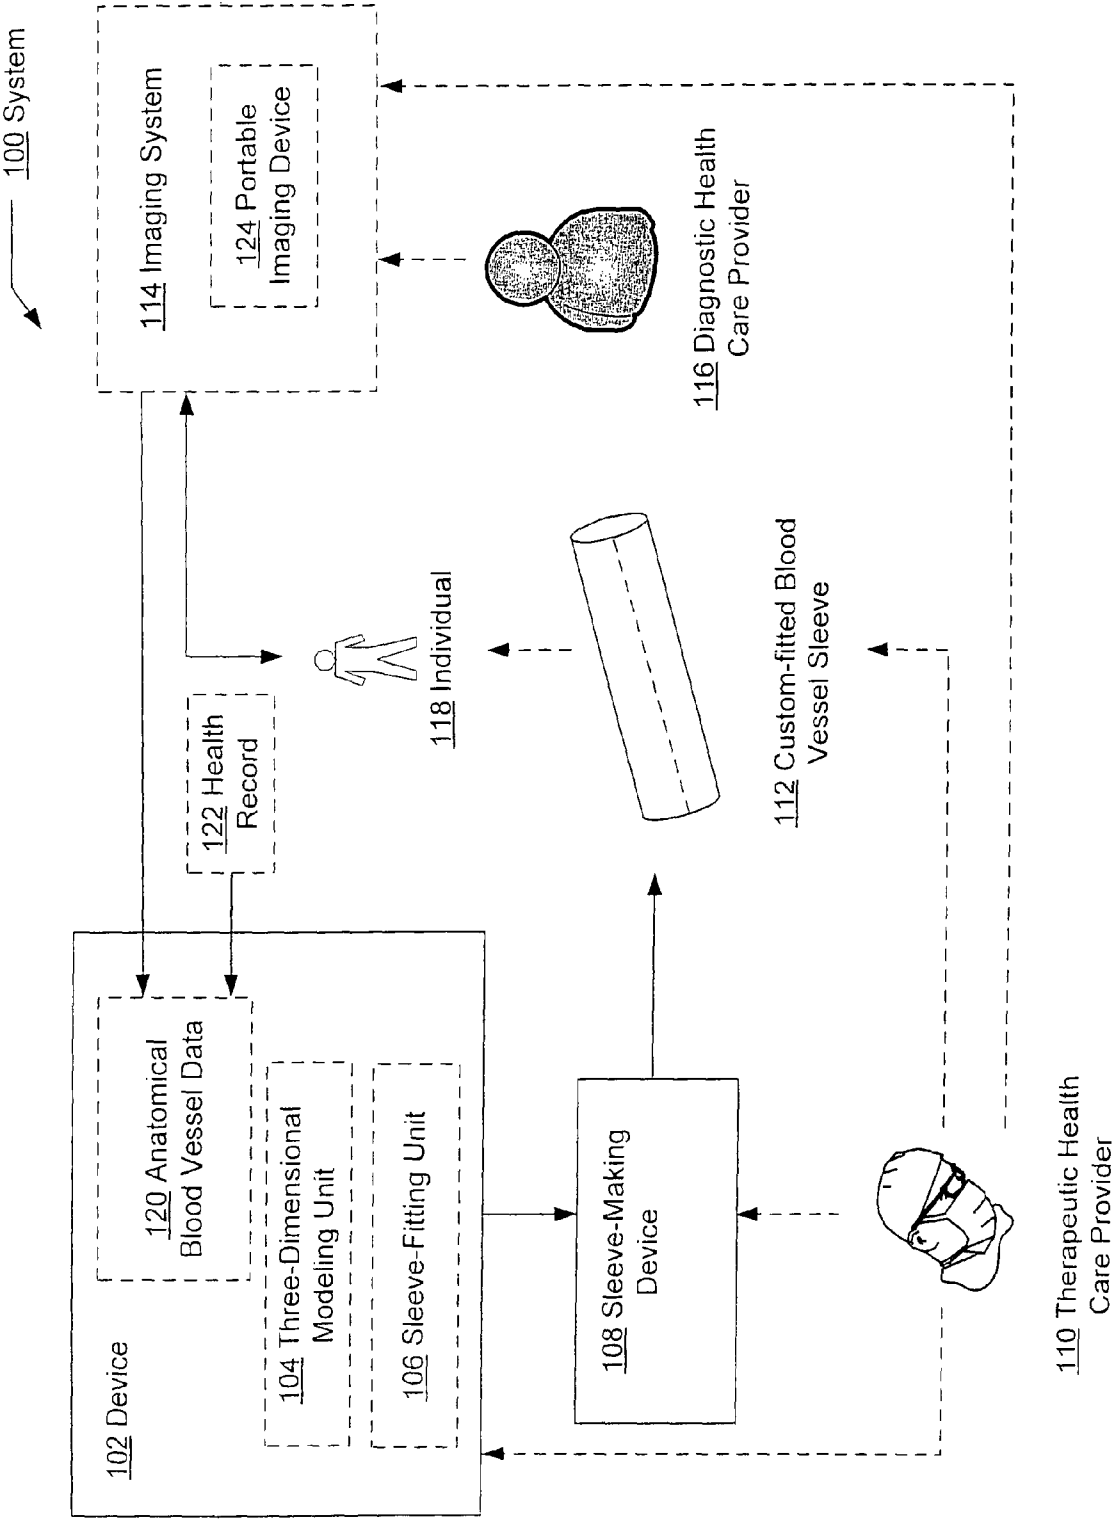 100 System
102 Device
120 Anatomical
Blood Vessel Data
104 Three-Dimensional
Modeling Unit
106 Sleeve-Fitting Unit
122 Health
Record
114 Imaging System
124 Portable
Imaging Device
118 Individual
116 Diagnostic Health
Care Provider
108 Sleeve-Making
Device
112 Custom-fitted Blood
Vessel Sleeve
110 Therapeutic Health
Care Provider